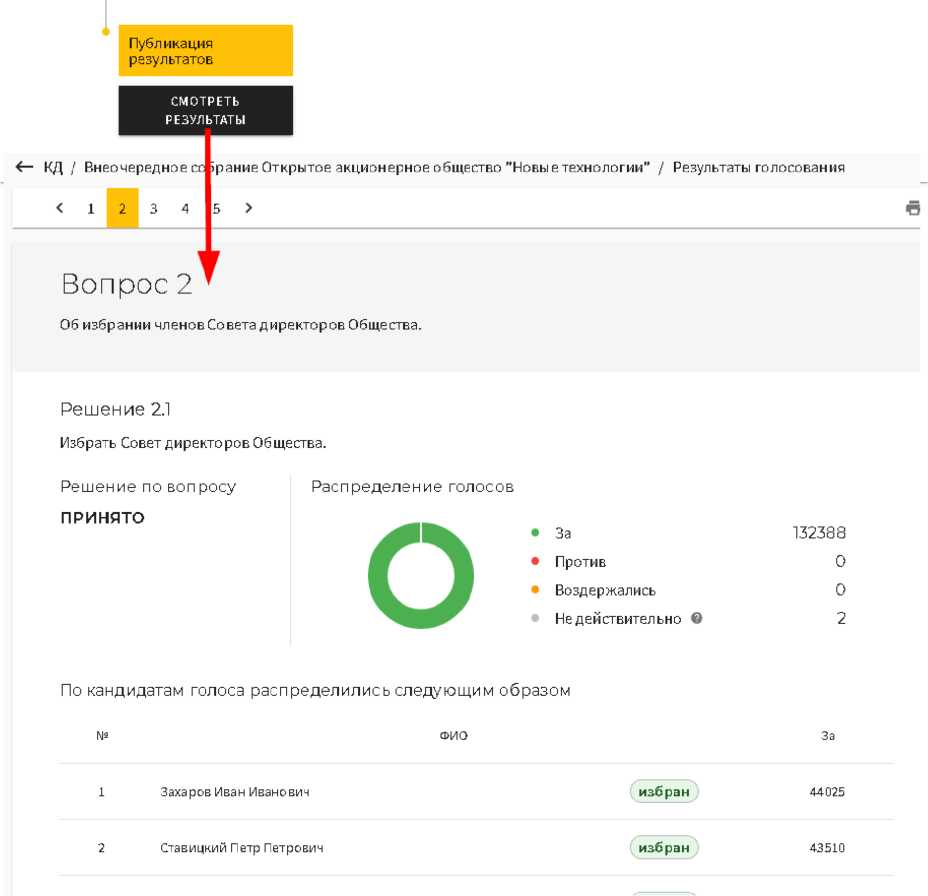 Публикация
результатов
СМОТРЕТЬ
РЕЗУЛЬТАТЫ
← КД / Внеочередное собрание Открытое акционерное общество "Новые технологии" / Результаты голосования
< 1 2 3 4 5 >
Вопрос 2
Об избрании членов Совета директоров Общества.
Решение 2.1
Избрать Совет директоров Общества.
Решение по вопросу
ПРИНЯТО
Распределение голосов
За 132388
Против 0
Воздержались 0
Не действительно 2
По кандидатам голоса распределились следующим образом
№ ФИО За
1 Захаров Иван Иванович избран 44025
2 Ставицкий Петр Петрович избран 43510